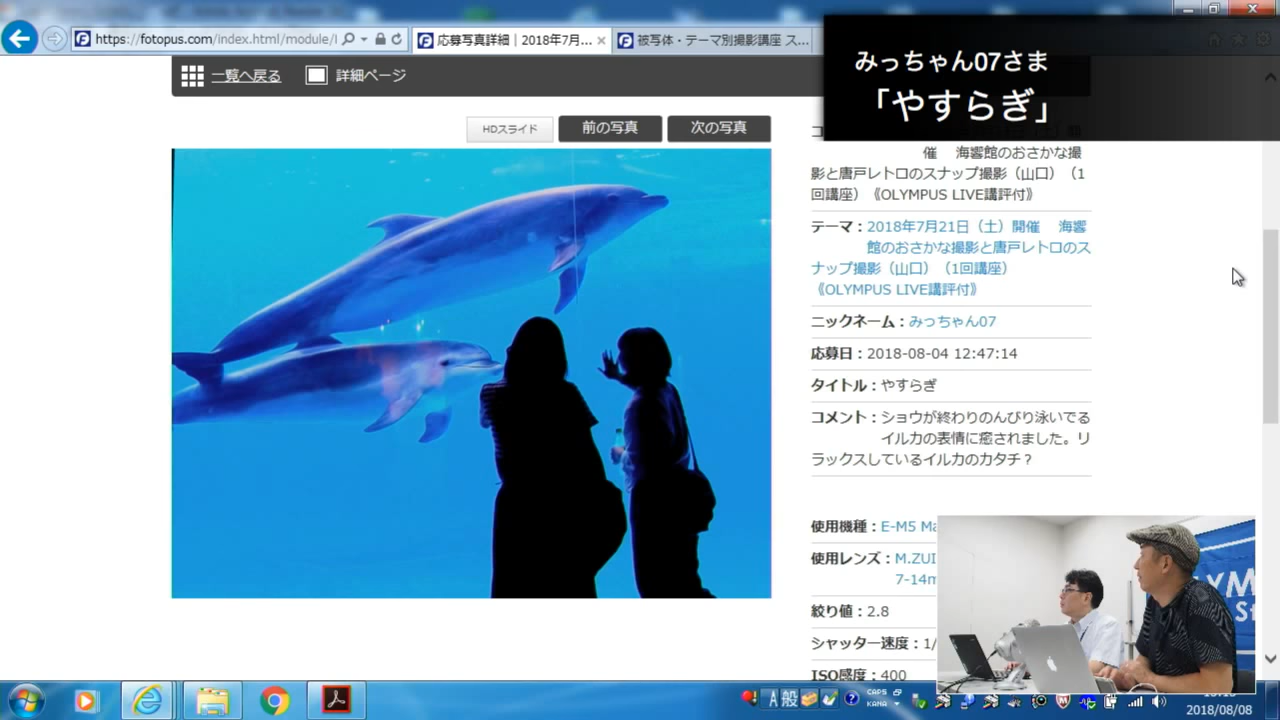 https://fotopus.com/index.html/module/
応募写真詳細｜2018年7月...
被写体・テーマ別撮影講座 ス...
みっちゃん07さま
「やすらぎ」
一覧へ戻る
詳細ページ
HDスライド
前の写真
次の写真
催 海響館のおさかな撮
影と唐戸レトロのスナップ撮影（山口）（1
回講座）《OLYMPUS LIVE講評付》
テーマ：2018年7月21日（土）開催 海響
館のおさかな撮影と唐戸レトロのス
ナップ撮影（山口）（1回講座）
《OLYMPUS LIVE講評付》
ニックネーム：みっちゃん07
応募日：2018-08-04 12:47:14
タイトル：やすらぎ
コメント：ショウが終わりのんびり泳いでる
イルカの表情に癒されました。リ
ラックスしているイルカのカタチ？
使用機種：E-M5 Ma
使用レンズ：M.ZUI
7-14m
絞り値：2.8
シャッター速度：1/
ISO感度：400
A 般
CAPS
KANA
2018/08/08